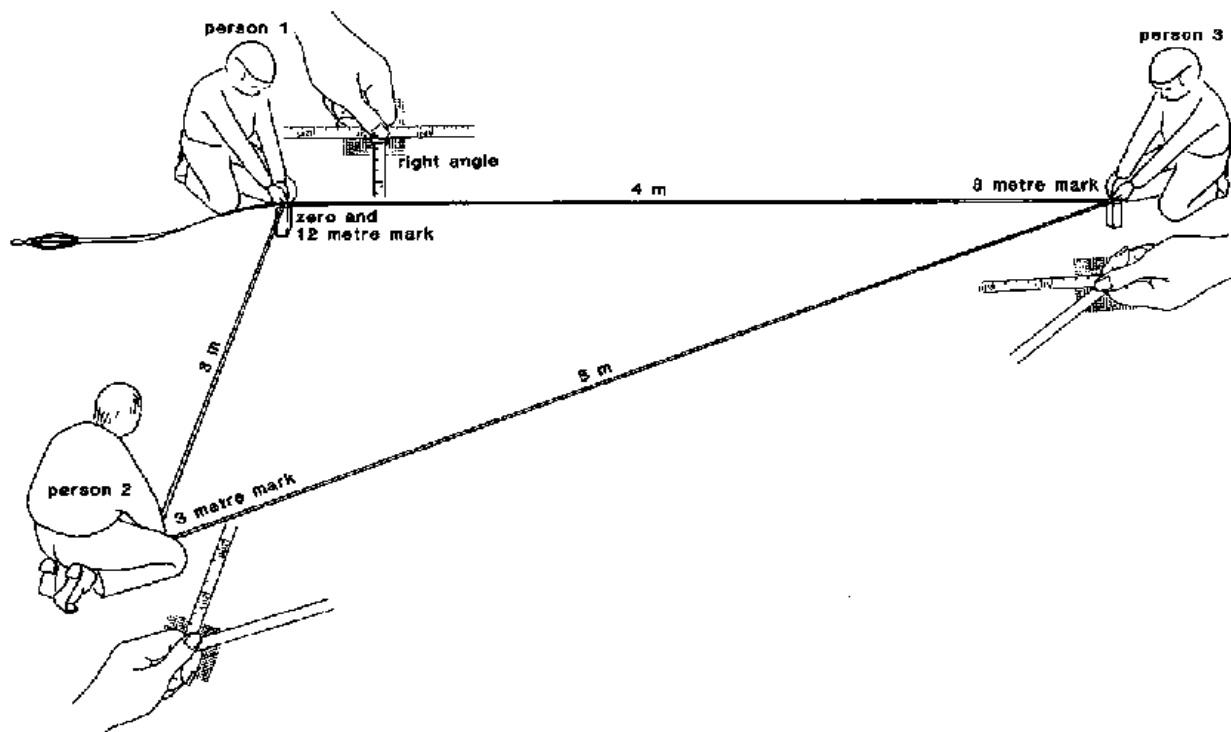 person 1
person 3
right angle
4 m
8 metre mark
zero and
12 metre mark
3 m
5 m
person 2
3 metre mark